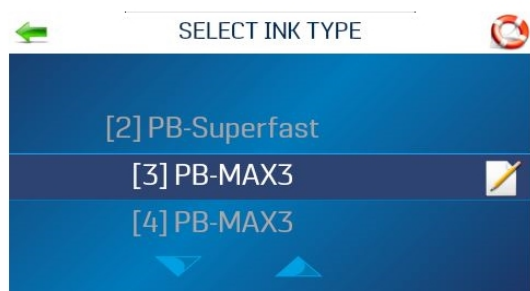 SELECT INK TYPE
[2] PB-Superfast
[3] PB-MAX3
[4] PB-MAX3